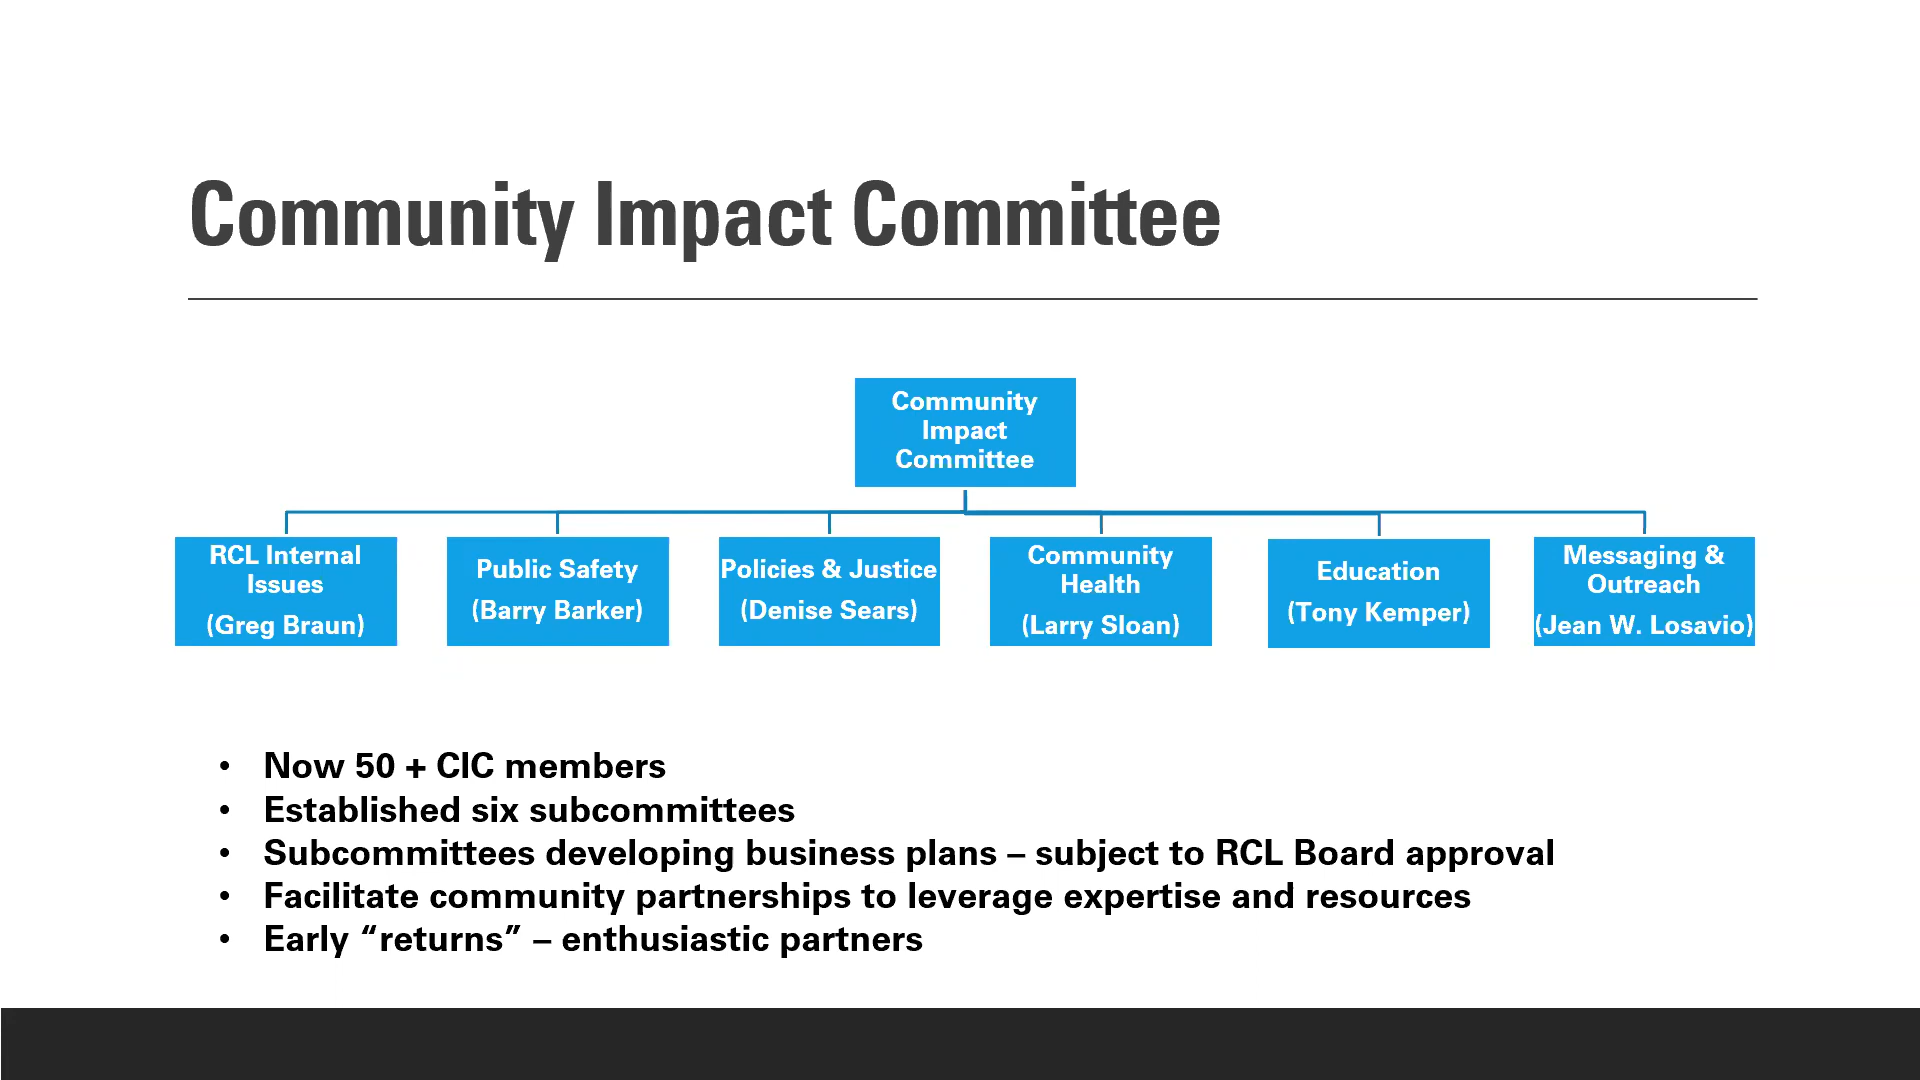 Community Impact Committee
Community
Impact
Committee
RCL Internal
Issues
(Greg Braun)
Public Safety
(Barry Barker)
Policies & Justice
(Denise Sears)
Community
Health
(Larry Sloan)
Education
(Tony Kemper)
Messaging &
Outreach
(Jean W. Losavio)
• Now 50 + CIC members
• Established six subcommittees
• Subcommittees developing business plans – subject to RCL Board approval
• Facilitate community partnerships to leverage expertise and resources
• Early “returns” – enthusiastic partners